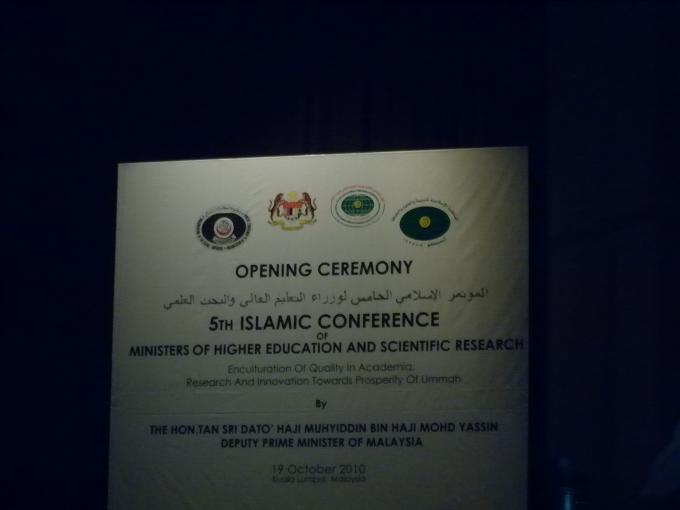 OPENING CEREMONY
المؤتمر الإسلامي الخامس لوزراء التعليم العالي والبحث العلمي
5TH ISLAMIC CONFERENCE
OF
MINISTERS OF HIGHER EDUCATION AND SCIENTIFIC RESEARCH
Enculturation Of Quality In Academia,
Research And Innovation Towards Prosperity Of Ummah
By
THE HON.TAN SRI DATO' HAJI MUHYIDDIN BIN HAJI MOHD YASSIN
DEPUTY PRIME MINISTER OF MALAYSIA
19 October 2010
Kuala Lumpur, Malaysia